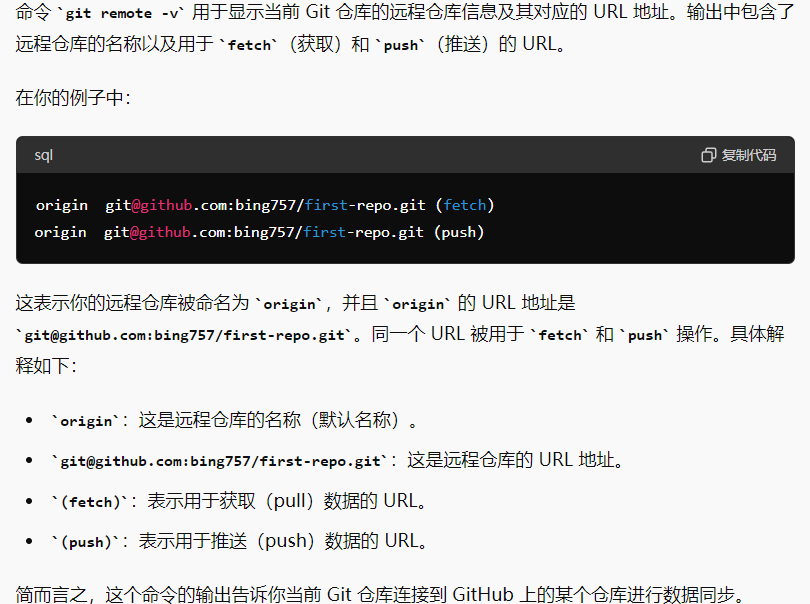 命令 `git remote -v` 用于显示当前 Git 仓库的远程仓库信息及其对应的 URL 地址。输出中包含了
远程仓库的名称以及用于 `fetch`（获取）和 `push`（推送）的 URL。
在你的例子中：
sql 复制代码
origin  git@github.com:bing757/first-repo.git (fetch)
origin  git@github.com:bing757/first-repo.git (push)
这表示你的远程仓库被命名为 `origin`，并且 `origin` 的 URL 地址是
`git@github.com:bing757/first-repo.git`。同一个 URL 被用于 `fetch` 和 `push` 操作。具体解
释如下：
• `origin`：这是远程仓库的名称（默认名称）。
• `git@github.com:bing757/first-repo.git`：这是远程仓库的 URL 地址。
• `(fetch)`：表示用于获取（pull）数据的 URL。
• `(push)`：表示用于推送（push）数据的 URL。
简而言之，这个命令的输出告诉你当前 Git 仓库连接到 GitHub 上的某个仓库进行数据同步。